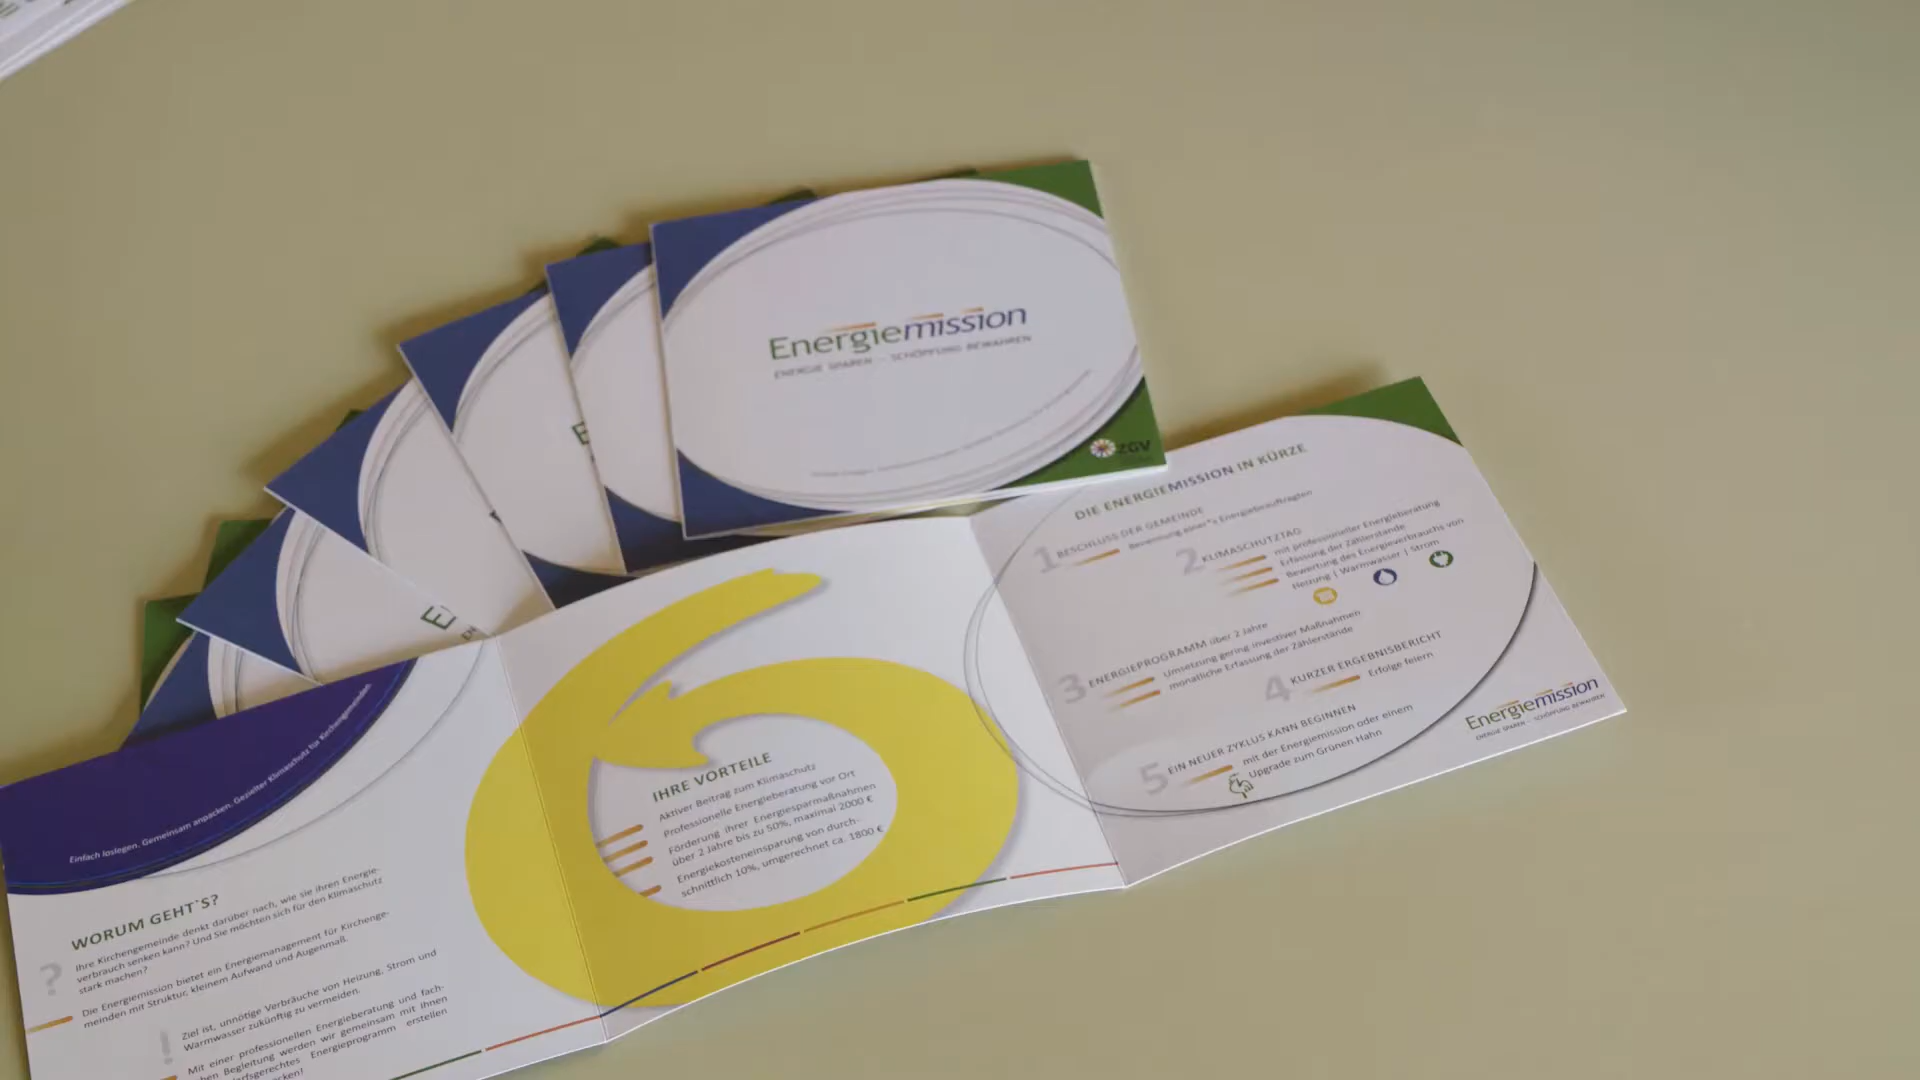 Energiemission
ENERGIE SPAREN – SCHÖPFUNG BEWAHREN
ZGV
E
E
EN
Einfach loslegen. Gemeinsam anpacken. Gezielter Klimaschutz für Kirchengemeinden
WORUM GEHT`S?
?
Ihre Kirchengemeinde denkt darüber nach, wie sie ihren Energie-
verbrauch senken kann? Und Sie möchten sich für den Klimaschutz
stark machen?
Die Energiemission bietet ein Energiemanagement für Kirchenge-
meinden mit Struktur, kleinem Aufwand und Augenmaß.
!
Ziel ist, unnötige Verbräuche von Heizung, Strom und
Warmwasser zukünftig zu vermeiden.
Mit einer professionellen Energieberatung und fach-
hen Begleitung werden wir gemeinsam mit Ihnen
arfsgerechtes Energieprogramm erstellen
ken!
IHRE VORTEILE
Aktiver Beitrag zum Klimaschutz
Professionelle Energieberatung vor Ort
Förderung ihrer Energiesparmaßnahmen
über 2 Jahre bis zu 50%, maximal 2000 €
Energiekosteneinsparung von durch-
schnittlich 10%, umgerechnet ca. 1800 €
DIE ENERGIEMISSION IN KÜRZE
1 BESCHLUSS DER GEMEINDE
Benennung einer*s Energiebeauftragten
2 KLIMASCHUTZTAG
mit professioneller Energieberatung
Erfassung der Zählerstände
Bewertung des Energieverbrauchs von
Heizung | Warmwasser | Strom
3 ENERGIEPROGRAMM über 2 Jahre
Umsetzung gering investiver Maßnahmen
monatliche Erfassung der Zählerstände
4 KURZER ERGEBNISBERICHT
Erfolge feiern
5 EIN NEUER ZYKLUS KANN BEGINNEN
mit der Energiemission oder einem
Upgrade zum Grünen Hahn
Energiemission
ENERGIE SPAREN – SCHÖPFUNG BEWAHREN